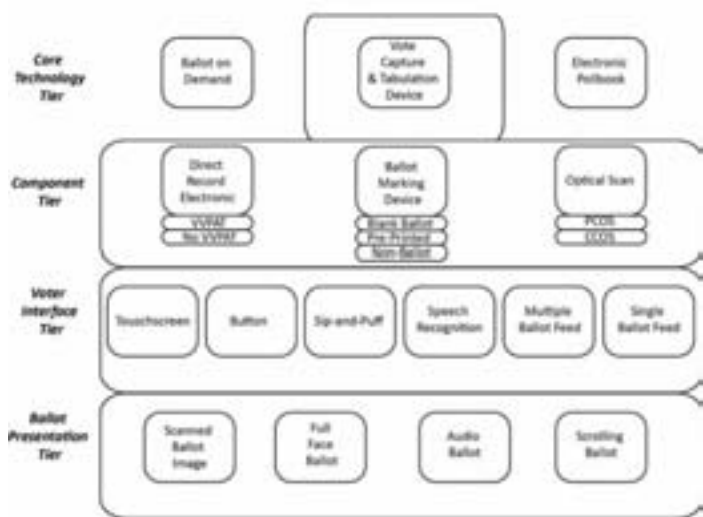 Core
Technology
Tier
Ballot on
Demand
Vote
Capture
& Tabulation
Device
Electronic
Pollbook
Component
Tier
Direct
Record
Electronic
VVPAT
No VVPAT
Ballot
Marking
Device
Blank Ballot
Pre-Printed
Non-Ballot
Optical Scan
PCOS
CCOS
Voter
Interface
Tier
Touchscreen
Button
Sip-and-Puff
Speech
Recognition
Multiple
Ballot Feed
Single
Ballot Feed
Ballot
Presentation
Tier
Scanned
Ballot
Image
Full
Face
Ballot
Audio
Ballot
Scrolling
Ballot